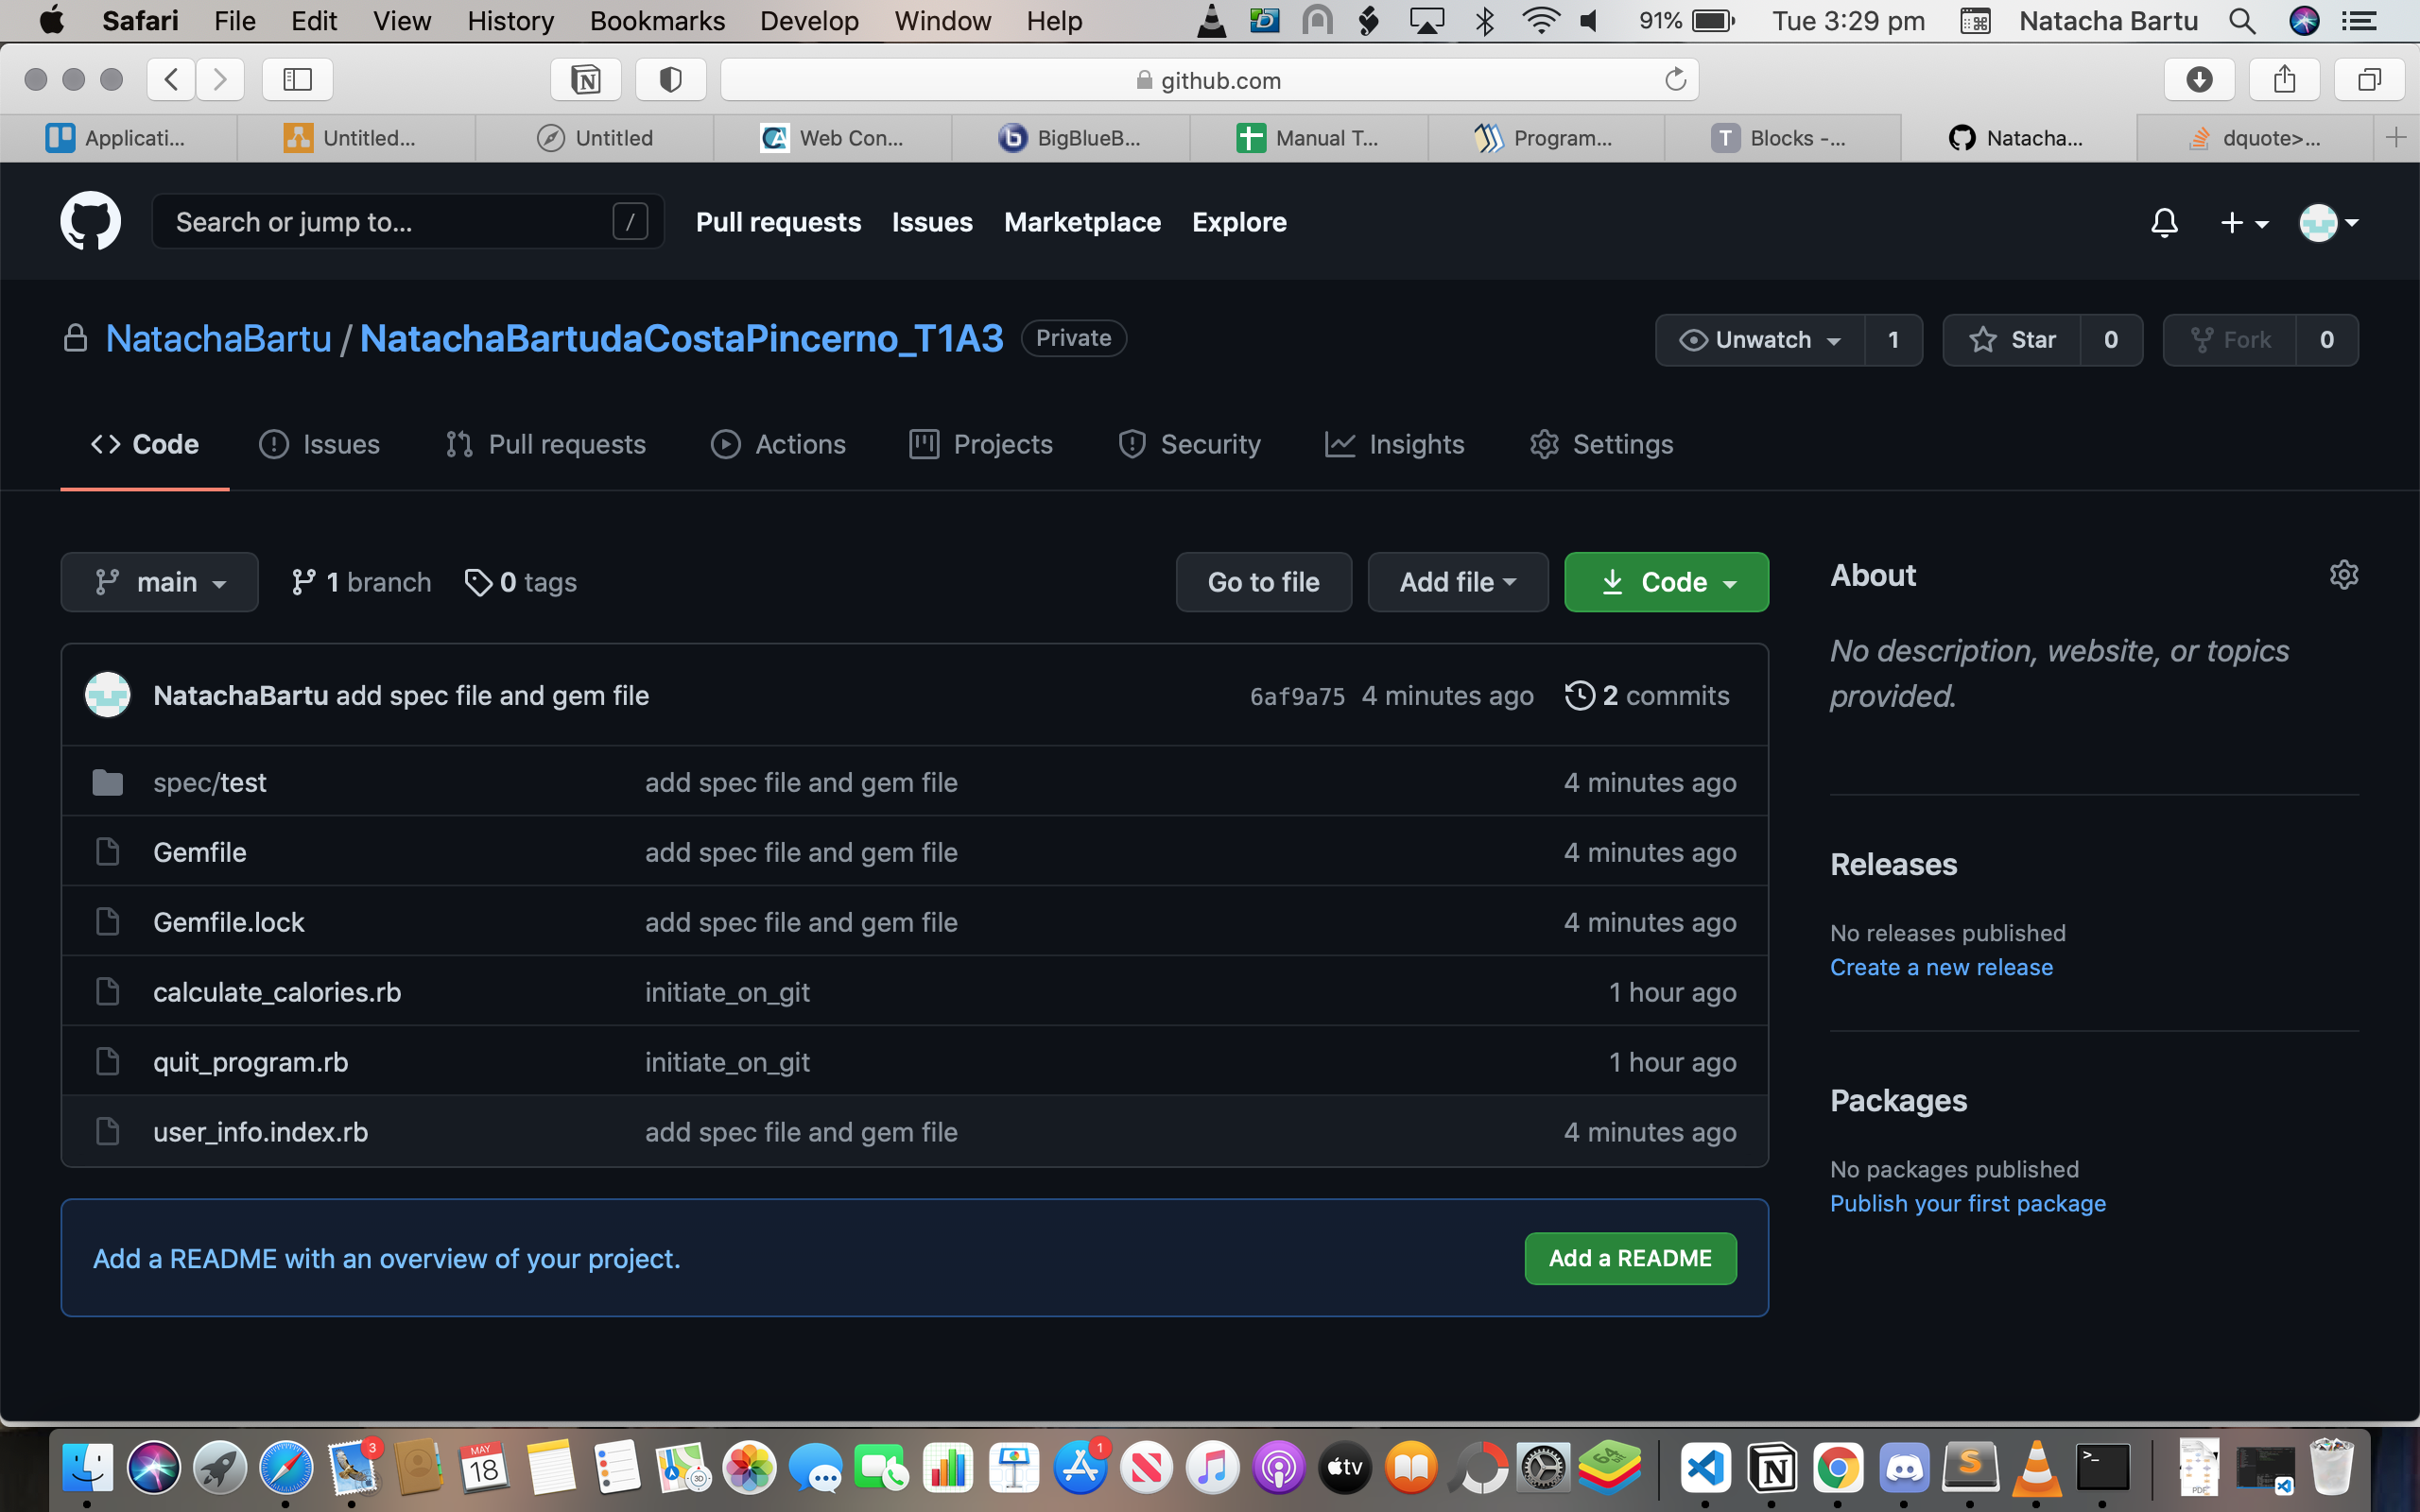 Safari File Edit View History Bookmarks Develop Window Help 91% Tue 3:29 pm Natacha Bartu
github.com
Applicati... Untitled... Untitled Web Con... BigBlueB... Manual T... Program... T Blocks -... Natacha... dquote>...
Search or jump to... / Pull requests Issues Marketplace Explore
NatachaBartu / NatachaBartudaCostaPincerno_T1A3 Private Unwatch 1 Star 0 Fork 0
Code Issues Pull requests Actions Projects Security Insights Settings
main 1 branch 0 tags Go to file Add file Code About
No description, website, or topics
provided.
NatachaBartu add spec file and gem file 6af9a75 4 minutes ago 2 commits
spec/test add spec file and gem file 4 minutes ago
Gemfile add spec file and gem file 4 minutes ago
Releases
Gemfile.lock add spec file and gem file 4 minutes ago
No releases published
Create a new release
calculate_calories.rb initiate_on_git 1 hour ago
quit_program.rb initiate_on_git 1 hour ago
Packages
user_info.index.rb add spec file and gem file 4 minutes ago
No packages published
Publish your first package
Add a README with an overview of your project. Add a README
3 MAY 18 3D 1 tv 64 BIT N S >_ PDF